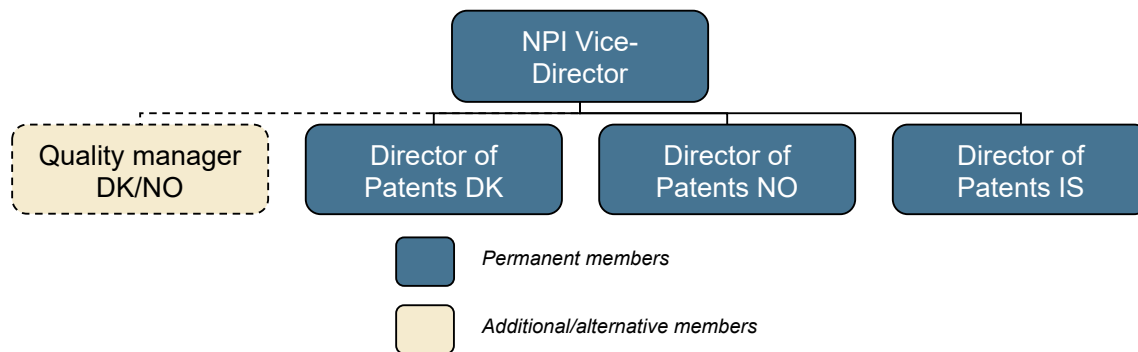 NPI Vice-
Director
Quality manager
DK/NO
Director of
Patents DK
Director of
Patents NO
Director of
Patents IS
Permanent members
Additional/alternative members